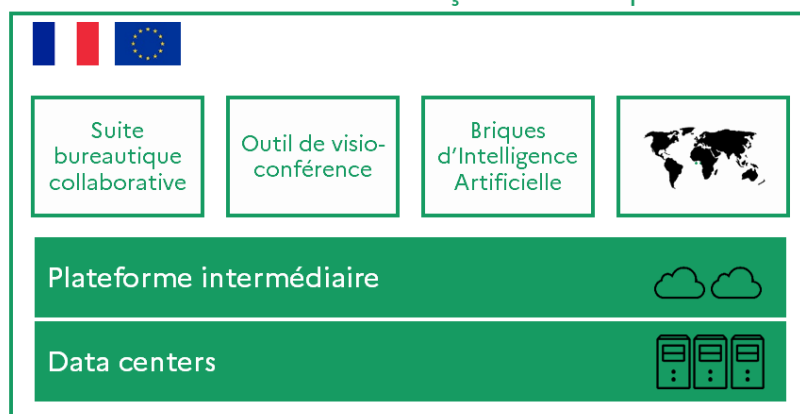 Suite
bureautique
collaborative
Outil de visio-
conférence
Briques
d’Intelligence
Artificielle
Plateforme intermédiaire
Data centers